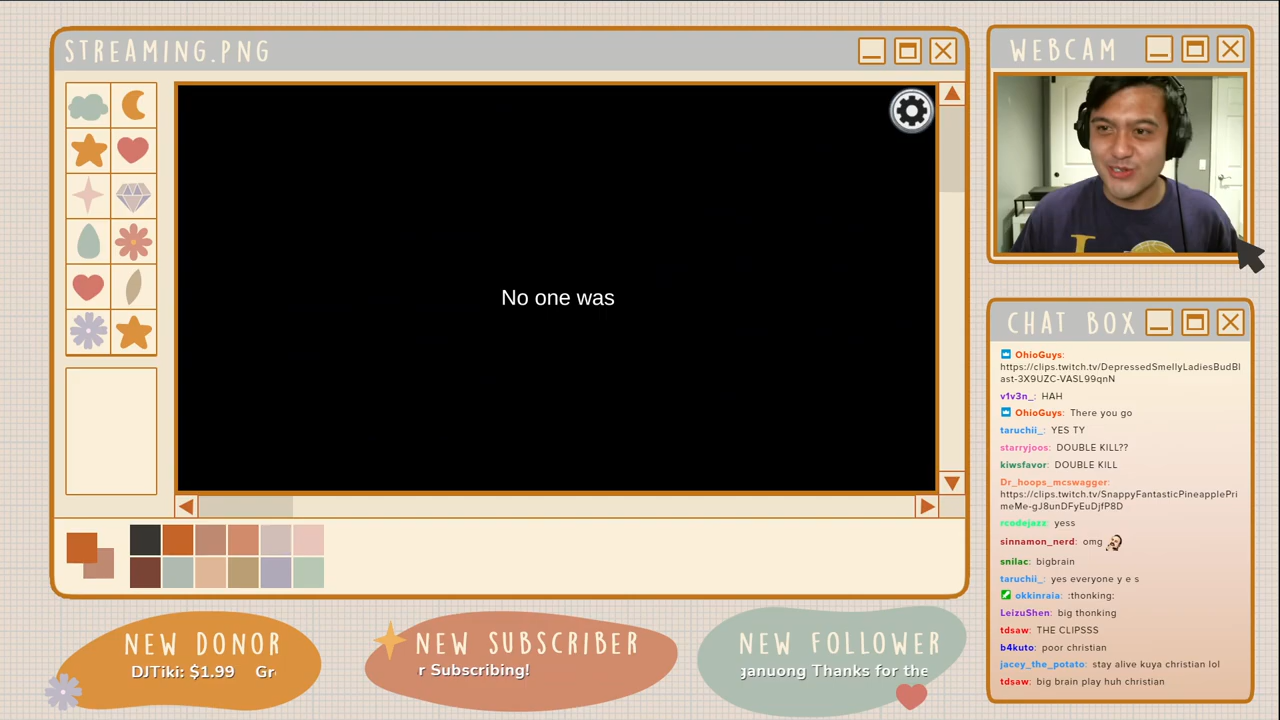 STREAMING.PNG
WEBCAM
No one was
CHAT BOX
OhioGuys:
https://clips.twitch.tv/DepressedSmellyLadiesBudBl
ast-3X9UZC-VASL99qnN
v1v3n_: HAH
OhioGuys: There you go
taruchii_: YES TY
starryjoos: DOUBLE KILL??
kiwsfavor: DOUBLE KILL
Dr_hoops_mcswagger:
https://clips.twitch.tv/SnappyFantasticPineapplePri
meMe-gJ8unDFyEuDjfP8D
rcodejazz: yess
sinnamon_nerd: omg
snilac: bigbrain
taruchii_: yes everyone y e s
okkinraia: :thonking:
LeizuShen: big thonking
tdsaw: THE CLIPSSS
b4kuto: poor christian
jacey_the_potato: stay alive kuya christian lol
tdsaw: big brain play huh christian
NEW DONOR
DJTiki: $1.99 Gr
NEW SUBSCRIBER
r Subscribing!
NEW FOLLOWER
ganuong Thanks for the